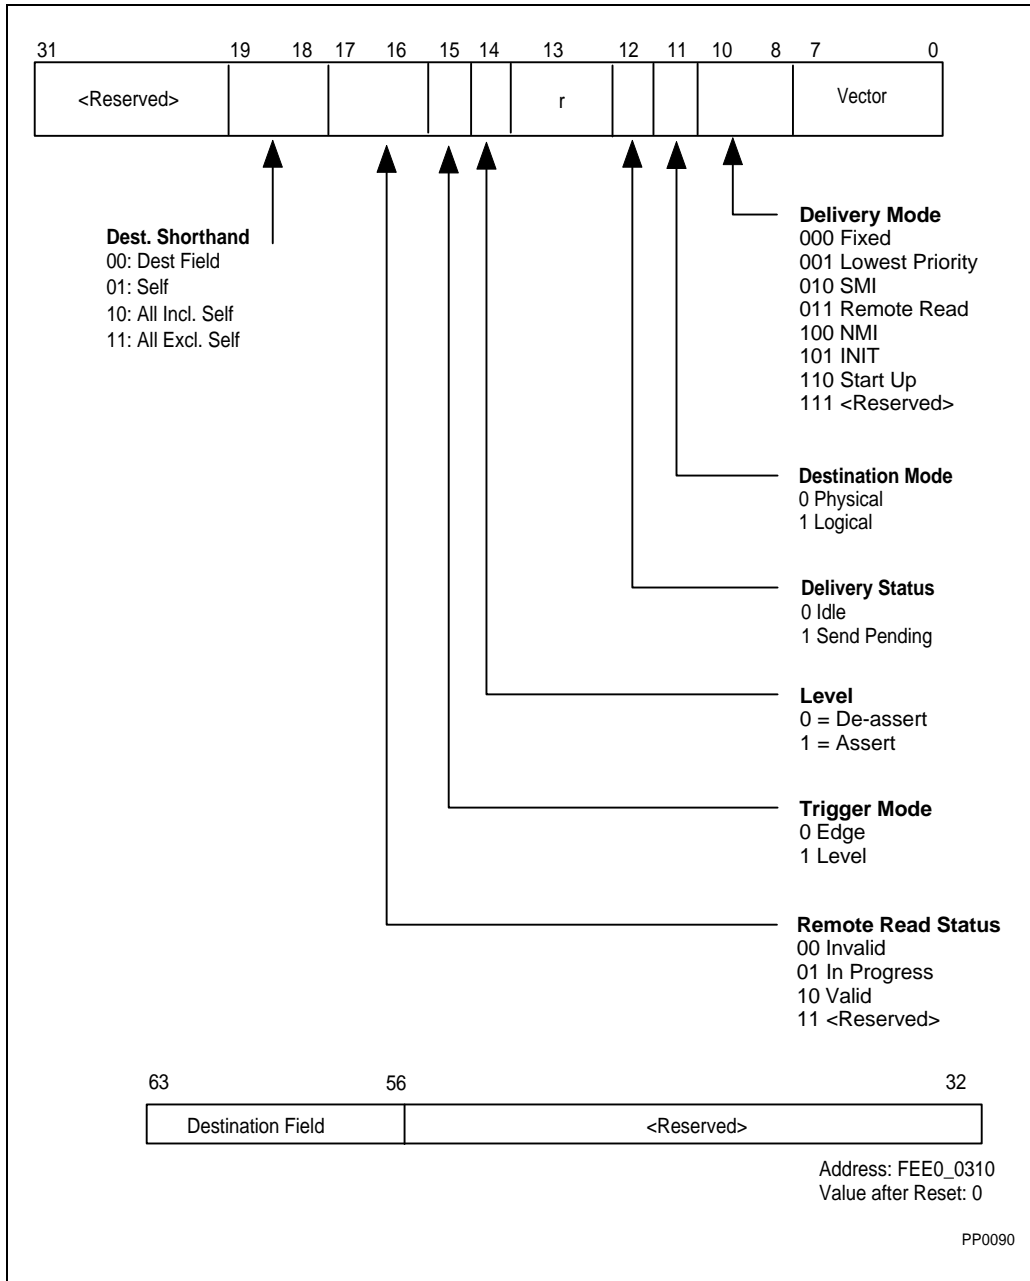 31 19 18 17 16 15 14 13 12 11 10 8 7 0
<Reserved> r Vector
Dest. Shorthand
00: Dest Field
01: Self
10: All Incl. Self
11: All Excl. Self
Delivery Mode
000 Fixed
001 Lowest Priority
010 SMI
011 Remote Read
100 NMI
101 INIT
110 Start Up
111 <Reserved>
Destination Mode
0 Physical
1 Logical
Delivery Status
0 Idle
1 Send Pending
Level
0 = De-assert
1 = Assert
Trigger Mode
0 Edge
1 Level
Remote Read Status
00 Invalid
01 In Progress
10 Valid
11 <Reserved>
63 56 32
Destination Field <Reserved>
Address: FEE0_0310
Value after Reset: 0
PP0090